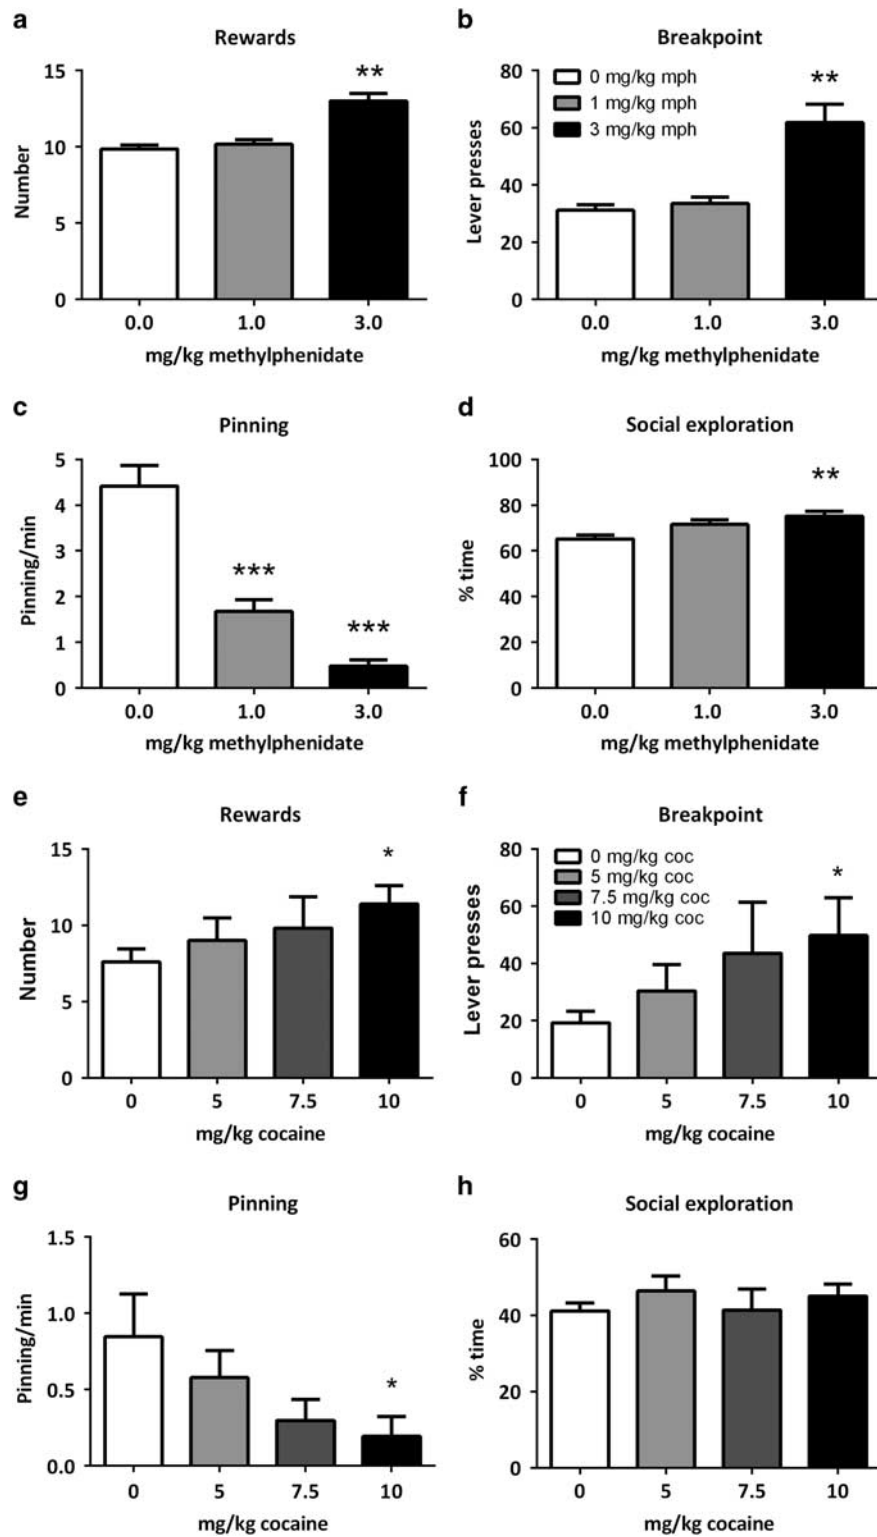 a
Rewards
Number
15
10
5
0
**
0.0 1.0 3.0
mg/kg methylphenidate
b
Breakpoint
Lever presses
80
60
40
20
0
0 mg/kg mph
1 mg/kg mph
3 mg/kg mph
**
0.0 1.0 3.0
mg/kg methylphenidate
c
Pinning
Pinning/min
5
4
3
2
1
0
***
***
0.0 1.0 3.0
mg/kg methylphenidate
d
Social exploration
% time
100
80
60
40
20
0
**
0.0 1.0 3.0
mg/kg methylphenidate
e
Rewards
Number
15
10
5
0
*
0 5 7.5 10
mg/kg cocaine
f
Breakpoint
Lever presses
80
60
40
20
0
0 mg/kg coc
5 mg/kg coc
7.5 mg/kg coc
10 mg/kg coc
*
0 5 7.5 10
mg/kg cocaine
g
Pinning
Pinning/min
1.5
1.0
0.5
0.0
*
0 5 7.5 10
mg/kg cocaine
h
Social exploration
% time
60
40
20
0
0 5 7.5 10
mg/kg cocaine